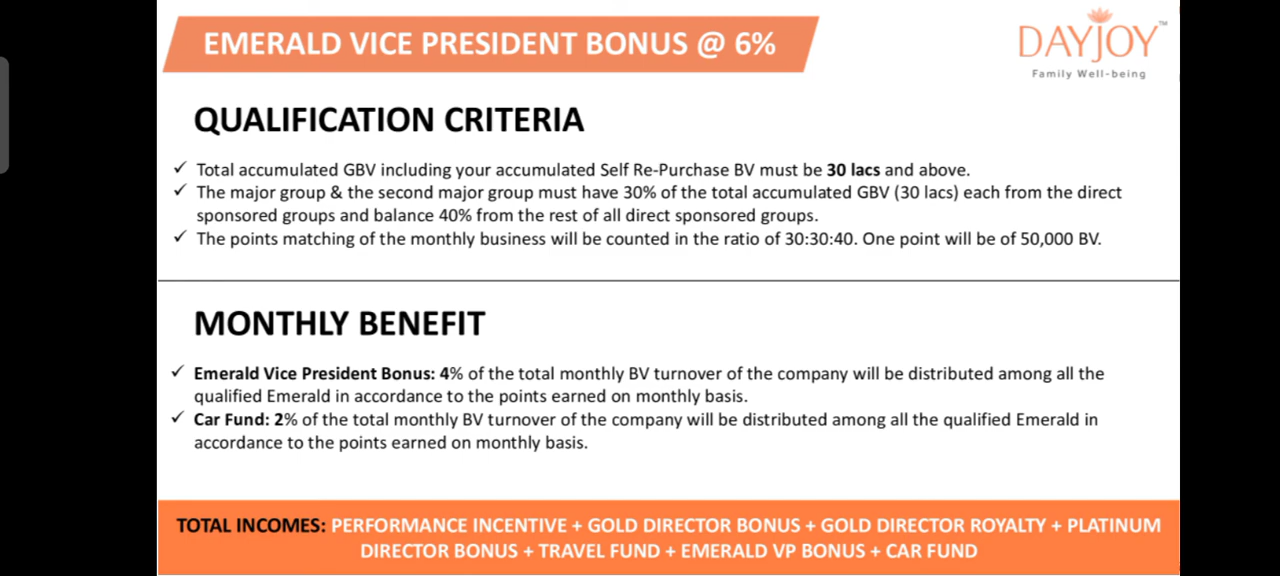 EMERALD VICE PRESIDENT BONUS @ 6%
DAYJOY™
Family Well-being
QUALIFICATION CRITERIA
✓ Total accumulated GBV including your accumulated Self Re-Purchase BV must be 30 lacs and above.
✓ The major group & the second major group must have 30% of the total accumulated GBV (30 lacs) each from the direct
sponsored groups and balance 40% from the rest of all direct sponsored groups.
✓ The points matching of the monthly business will be counted in the ratio of 30:30:40. One point will be of 50,000 BV.
MONTHLY BENEFIT
✓ Emerald Vice President Bonus: 4% of the total monthly BV turnover of the company will be distributed among all the
qualified Emerald in accordance to the points earned on monthly basis.
✓ Car Fund: 2% of the total monthly BV turnover of the company will be distributed among all the qualified Emerald in
accordance to the points earned on monthly basis.
TOTAL INCOMES: PERFORMANCE INCENTIVE + GOLD DIRECTOR BONUS + GOLD DIRECTOR ROYALTY + PLATINUM
DIRECTOR BONUS + TRAVEL FUND + EMERALD VP BONUS + CAR FUND